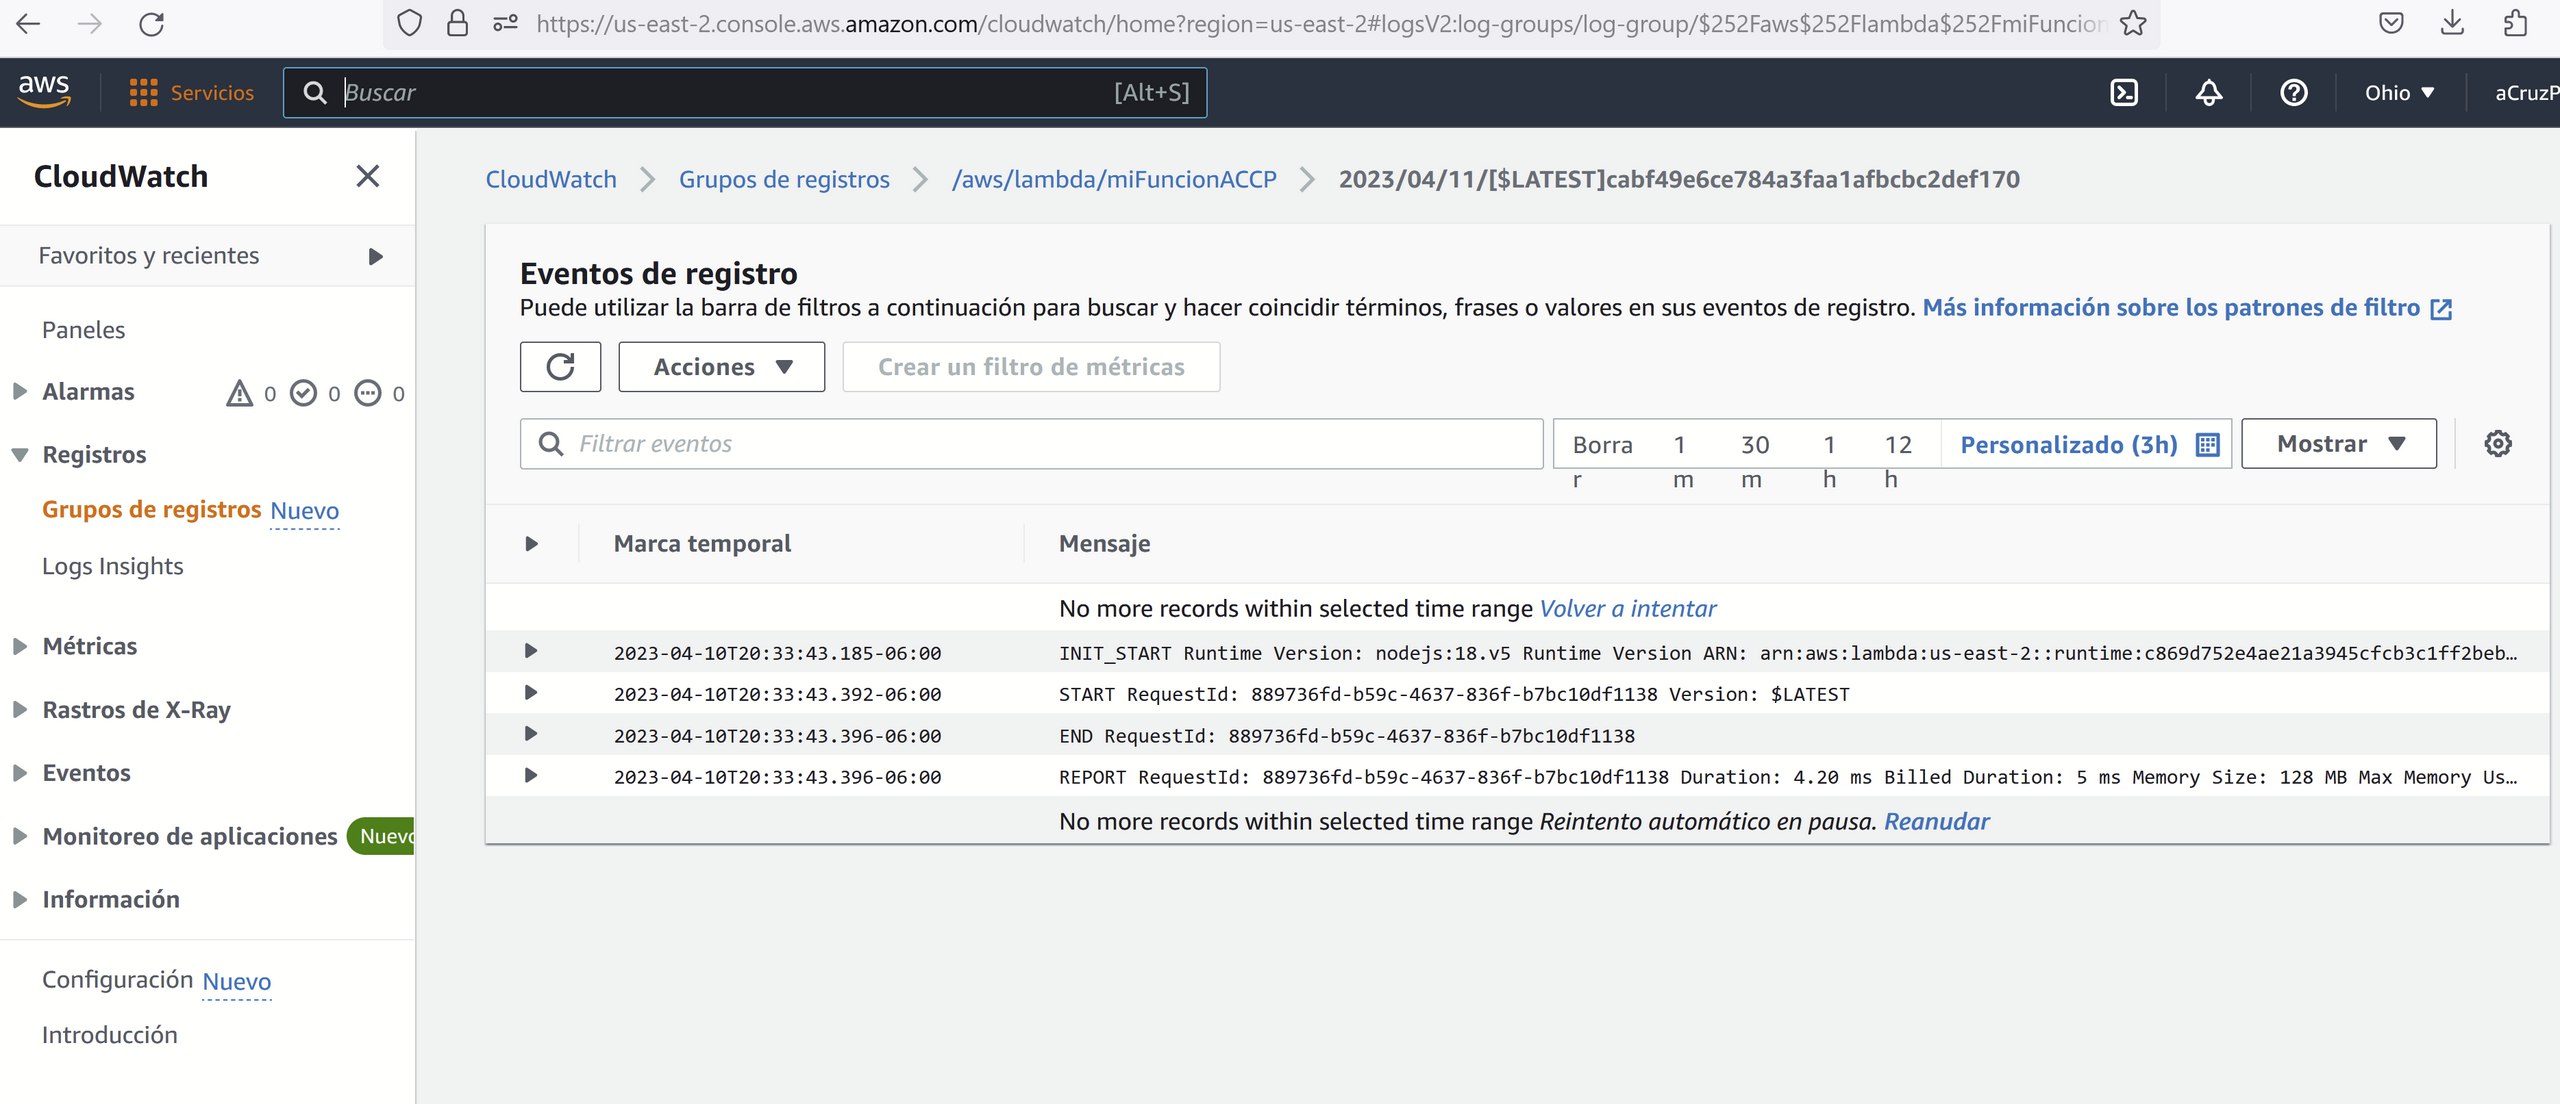 https://us-east-2.console.aws.amazon.com/cloudwatch/home?region=us-east-2#logsV2:log-groups/log-group/$252Faws$252Flambda$252FmiFuncion
aws
Servicios
Buscar
[Alt+S]
Ohio
aCruzP
CloudWatch
Favoritos y recientes
Paneles
Alarmas
0
0
0
Registros
Grupos de registros Nuevo
Logs Insights
Métricas
Rastros de X-Ray
Eventos
Monitoreo de aplicaciones Nuevo
Información
Configuración Nuevo
Introducción
CloudWatch
Grupos de registros
/aws/lambda/miFuncionACCP
2023/04/11/[$LATEST]cabf49e6ce784a3faa1afbcbc2def170
Eventos de registro
Puede utilizar la barra de filtros a continuación para buscar y hacer coincidir términos, frases o valores en sus eventos de registro. Más información sobre los patrones de filtro
Acciones
Crear un filtro de métricas
Filtrar eventos
Borra
r
1
m
30
m
1
h
12
h
Personalizado (3h)
Mostrar
Marca temporal
Mensaje
No more records within selected time range Volver a intentar
2023-04-10T20:33:43.185-06:00 INIT_START Runtime Version: nodejs:18.v5 Runtime Version ARN: arn:aws:lambda:us-east-2::runtime:c869d752e4ae21a3945cfcb3c1ff2beb…
2023-04-10T20:33:43.392-06:00 START RequestId: 889736fd-b59c-4637-836f-b7bc10df1138 Version: $LATEST
2023-04-10T20:33:43.396-06:00 END RequestId: 889736fd-b59c-4637-836f-b7bc10df1138
2023-04-10T20:33:43.396-06:00 REPORT RequestId: 889736fd-b59c-4637-836f-b7bc10df1138 Duration: 4.20 ms Billed Duration: 5 ms Memory Size: 128 MB Max Memory Us…
No more records within selected time range Reintento automático en pausa. Reanudar